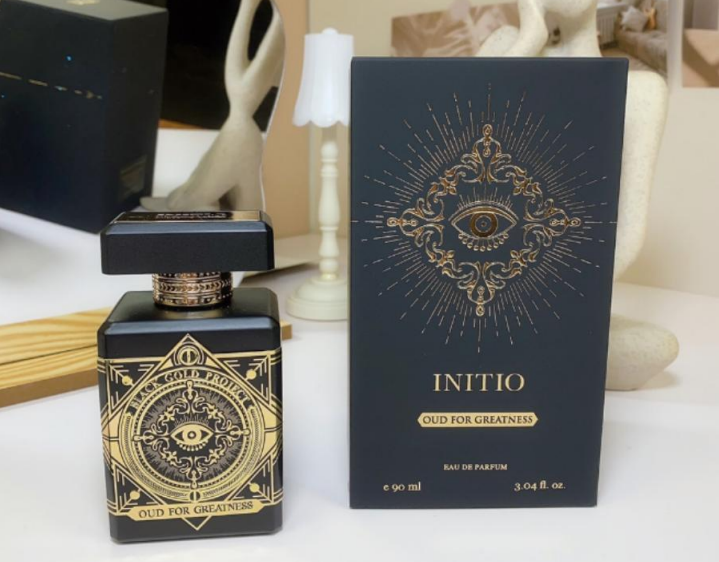 BLACK GOLD PROJECT
OUD FOR GREATNESS
INITIO
OUD FOR GREATNESS
EAU DE PARFUM
e 90 ml
3.04 fl. oz.